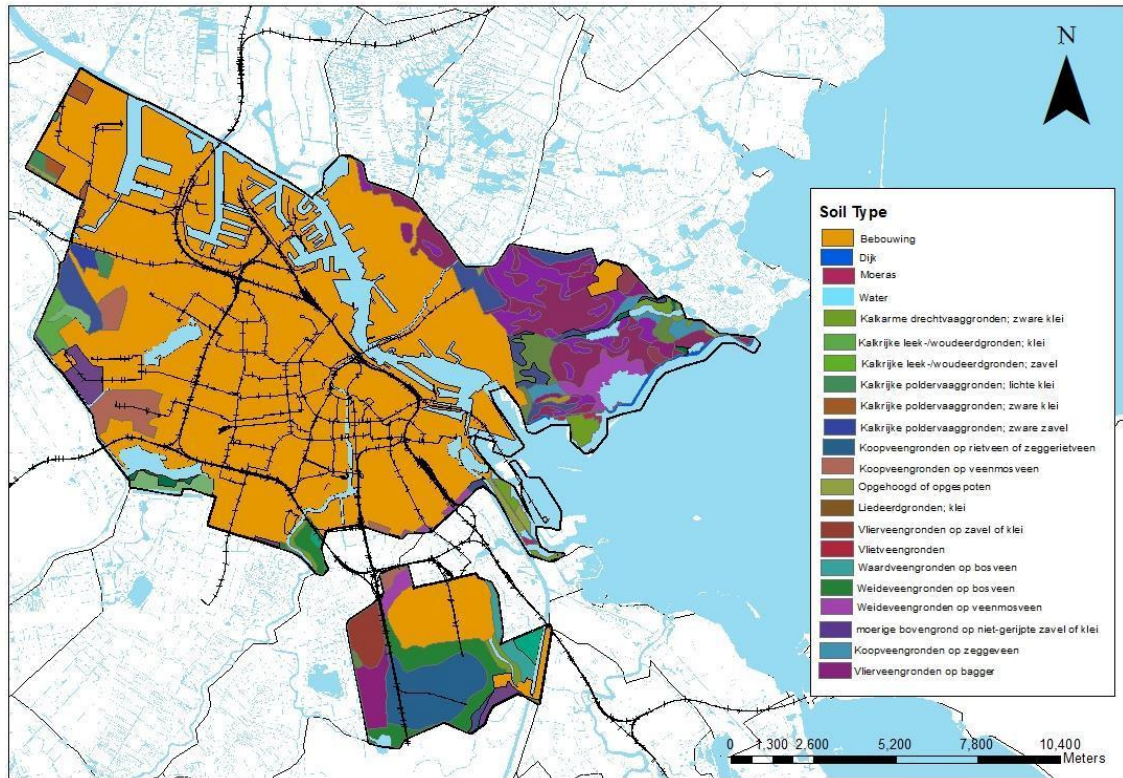 N
Soil Type
Bebouwing
Dijk
Moeras
Water
Kalkarme drechtvaaggronden; zware klei
Kalkrijke leek-/woudeerdgronden; klei
Kalkrijke leek-/woudeerdgronden; zavel
Kalkrijke poldervaaggronden; lichte klei
Kalkrijke poldervaaggronden; zware klei
Kalkrijke poldervaaggronden; zware zavel
Koopveengronden op rietveen of zeggerietveen
Koopveengronden op veenmosveen
Opgehoogd of opgespoten
Liedeerdgronden; klei
Vlierveengronden op zavel of klei
Vlietveengronden
Waardveengronden op bosveen
Weideveengronden op bosveen
Weideveengronden op veenmosveen
moerige bovengrond op niet-gerijpte zavel of klei
Koopveengronden op zeggeveen
Vlierveengronden op bagger
0 1,300 2,600 5,200 7,800 10,400
Meters